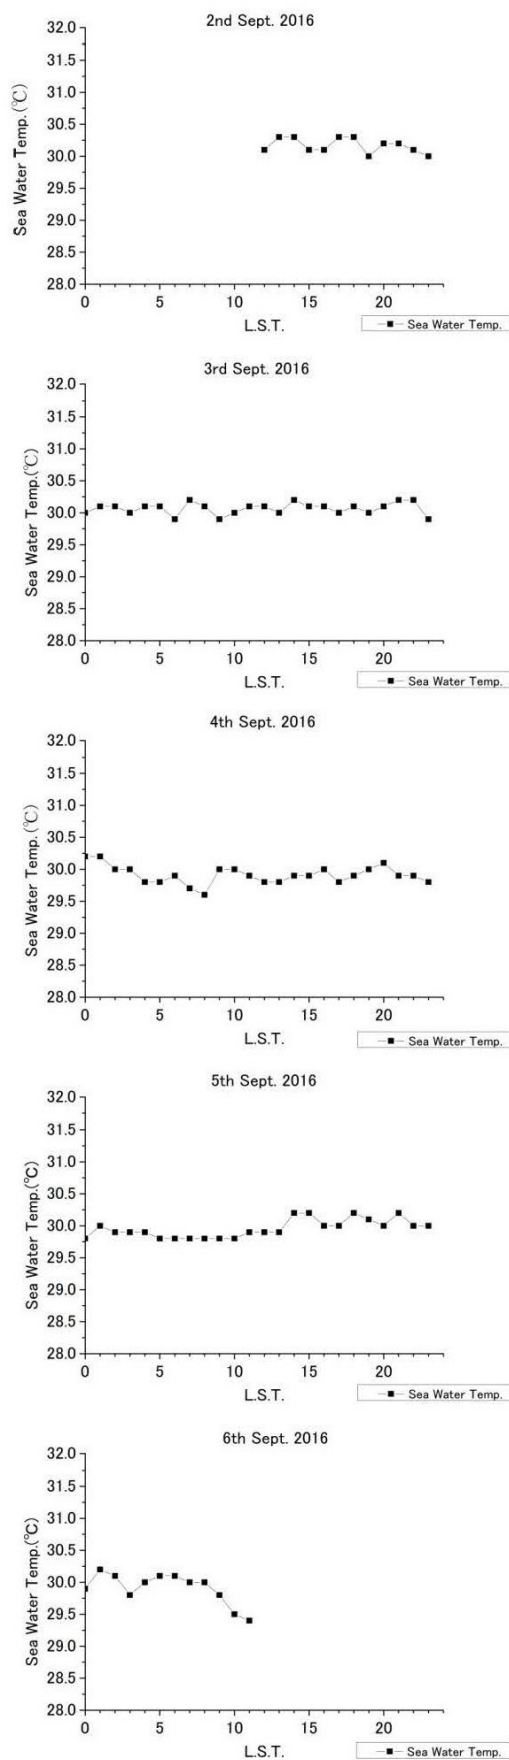 2nd Sept. 2016
Sea Water Temp.(℃)
32.0
31.5
31.0
30.5
30.0
29.5
29.0
28.5
28.0
0 5 10 15 20
L.S.T.
Sea Water Temp.
3rd Sept. 2016
Sea Water Temp.(℃)
32.0
31.5
31.0
30.5
30.0
29.5
29.0
28.5
28.0
0 5 10 15 20
L.S.T.
Sea Water Temp.
4th Sept. 2016
Sea Water Temp.(℃)
32.0
31.5
31.0
30.5
30.0
29.5
29.0
28.5
28.0
0 5 10 15 20
L.S.T.
Sea Water Temp.
5th Sept. 2016
Sea Water Temp.(℃)
32.0
31.5
31.0
30.5
30.0
29.5
29.0
28.5
28.0
0 5 10 15 20
L.S.T.
Sea Water Temp.
6th Sept. 2016
Sea Water Temp.(℃)
32.0
31.5
31.0
30.5
30.0
29.5
29.0
28.5
28.0
0 5 10 15 20
L.S.T.
Sea Water Temp.